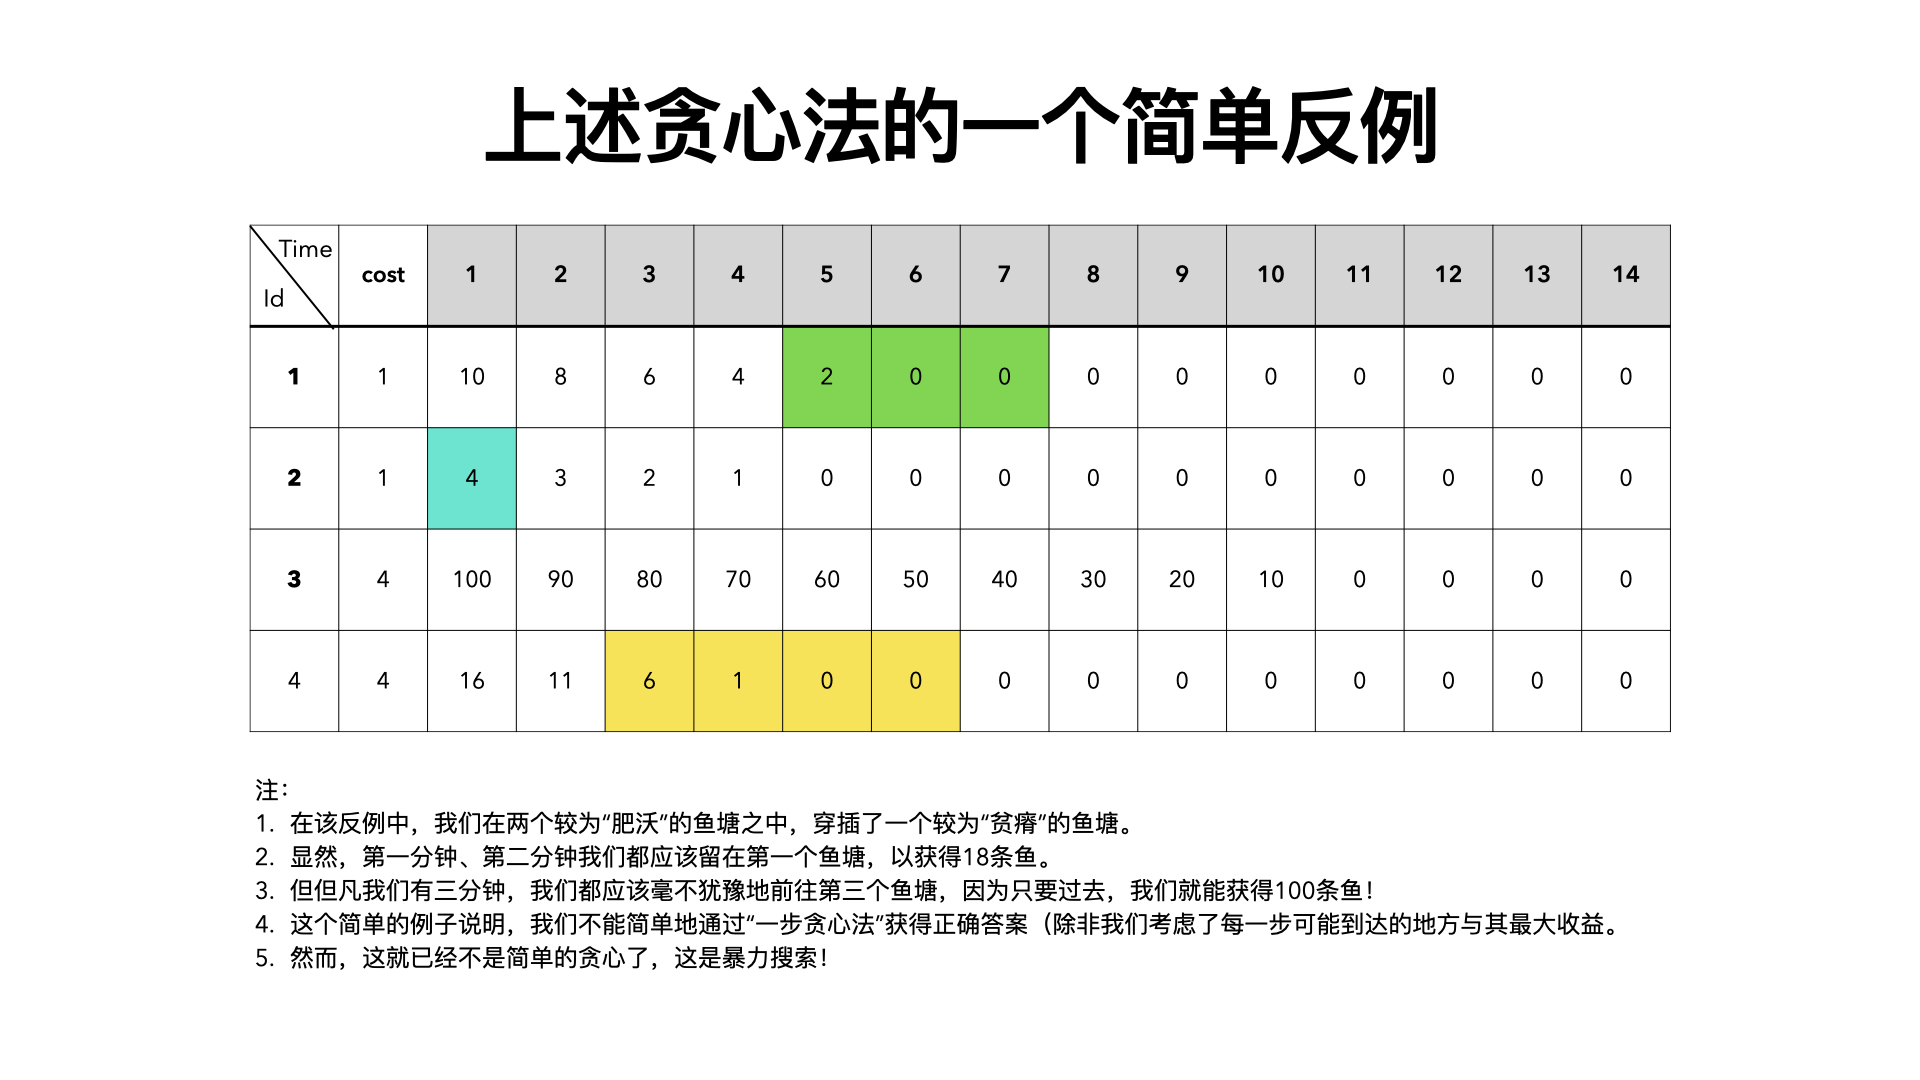 上述贪心法的一个简单反例
Time
Id
cost 1 2 3 4 5 6 7 8 9 10 11 12 13 14
1 1 10 8 6 4 2 0 0 0 0 0 0 0 0 0
2 1 4 3 2 1 0 0 0 0 0 0 0 0 0 0
3 4 100 90 80 70 60 50 40 30 20 10 0 0 0 0
4 4 16 11 6 1 0 0 0 0 0 0 0 0 0 0
注：
1. 在该反例中，我们在两个较为“肥沃”的鱼塘之中，穿插了一个较为“贫瘠”的鱼塘。
2. 显然，第一分钟、第二分钟我们都应该留在第一个鱼塘，以获得18条鱼。
3. 但但凡我们有三分钟，我们都应该毫不犹豫地前往第三个鱼塘，因为只要过去，我们就能获得100条鱼！
4. 这个简单的例子说明，我们不能简单地通过“一步贪心法”获得正确答案（除非我们考虑了每一步可能到达的地方与其最大收益。
5. 然而，这就已经不是简单的贪心了，这是暴力搜索！